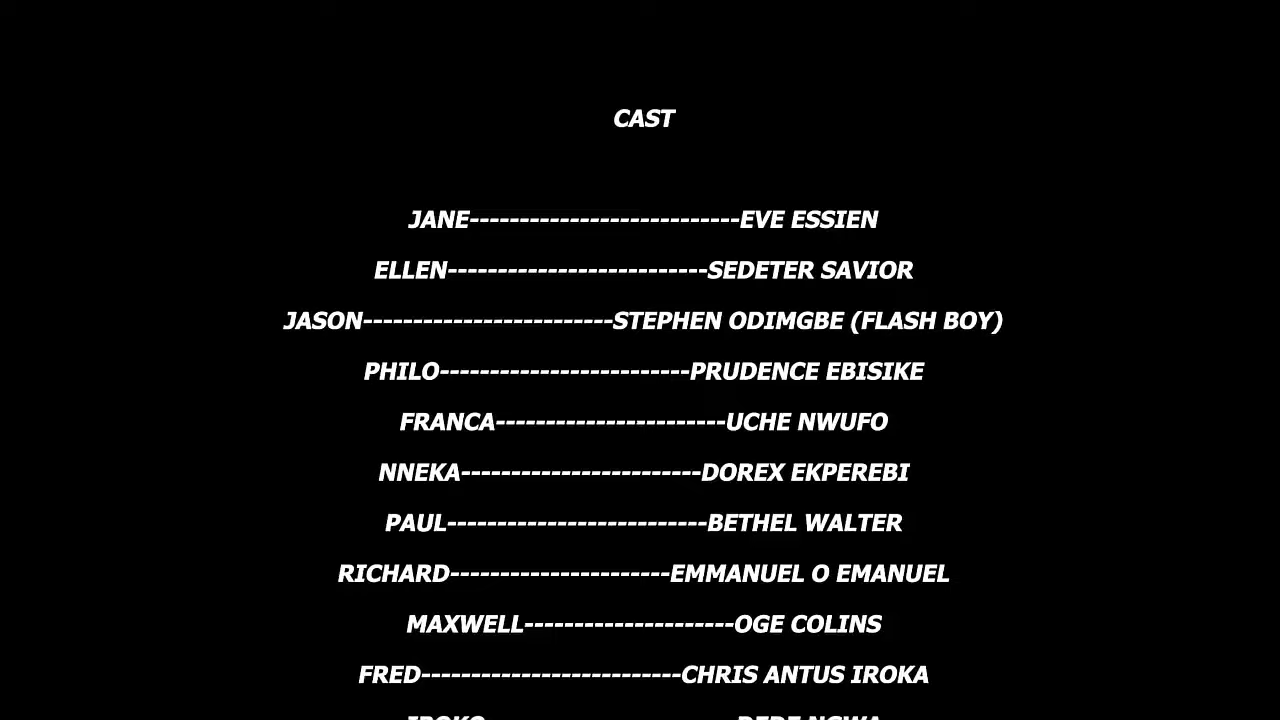 CAST
JANE---------------------------EVE ESSIEN
ELLEN--------------------------SEDETER SAVIOR
JASON-------------------------STEPHEN ODIMGBE (FLASH BOY)
PHILO-------------------------PRUDENCE EBISIKE
FRANCA-----------------------UCHE NWUFO
NNEKA------------------------DOREX EKPEREBI
PAUL--------------------------BETHEL WALTER
RICHARD----------------------EMMANUEL O EMANUEL
MAXWELL---------------------OGE COLINS
FRED--------------------------CHRIS ANTUS IROKA